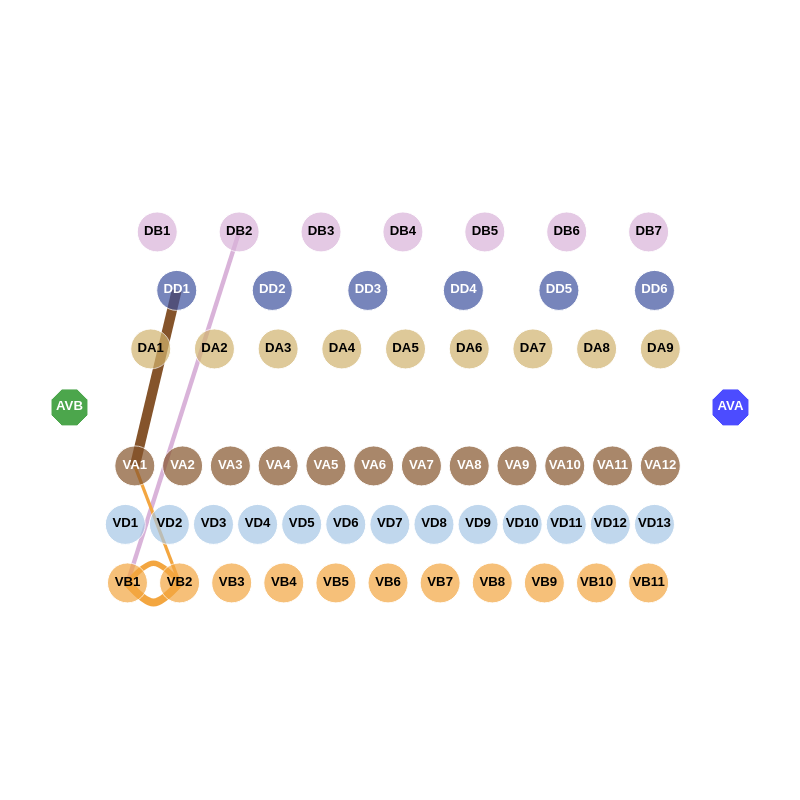 DB1 DB2 DB3 DB4 DB5 DB6 DB7
DD1 DD2 DD3 DD4 DD5 DD6
DA1 DA2 DA3 DA4 DA5 DA6 DA7 DA8 DA9
AVB AVA
VA1 VA2 VA3 VA4 VA5 VA6 VA7 VA8 VA9 VA10 VA11 VA12
VD1 VD2 VD3 VD4 VD5 VD6 VD7 VD8 VD9 VD10 VD11 VD12 VD13
VB1 VB2 VB3 VB4 VB5 VB6 VB7 VB8 VB9 VB10 VB11